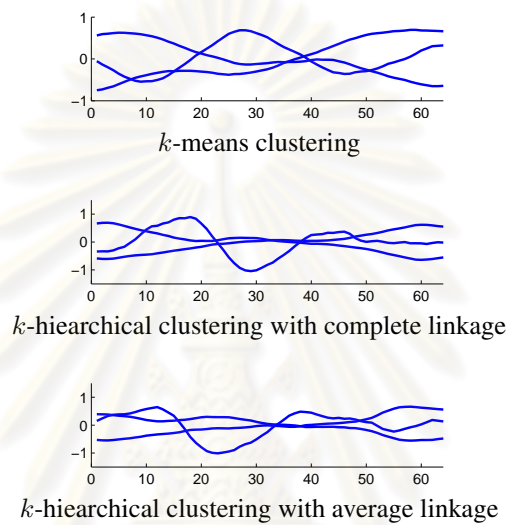 1
0
−1
0 10 20 30 40 50 60
k-means clustering
1
0
−1
0 10 20 30 40 50 60
k-hiearchical clustering with complete linkage
1
0
−1
0 10 20 30 40 50 60
k-hiearchical clustering with average linkage